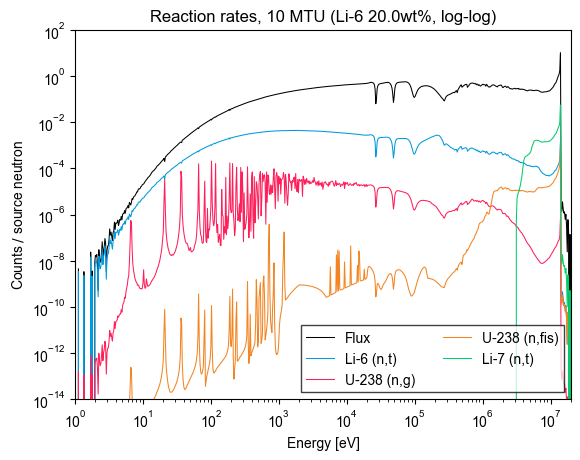 Reaction rates, 10 MTU (Li-6 20.0wt%, log-log)
Counts / source neutron
10^2
10^0
10^−2
10^−4
10^−6
10^−8
10^−10
10^−12
10^−14
Flux
Li-6 (n,t)
U-238 (n,g)
U-238 (n,fis)
Li-7 (n,t)
10^0 10^1 10^2 10^3 10^4 10^5 10^6 10^7
Energy [eV]